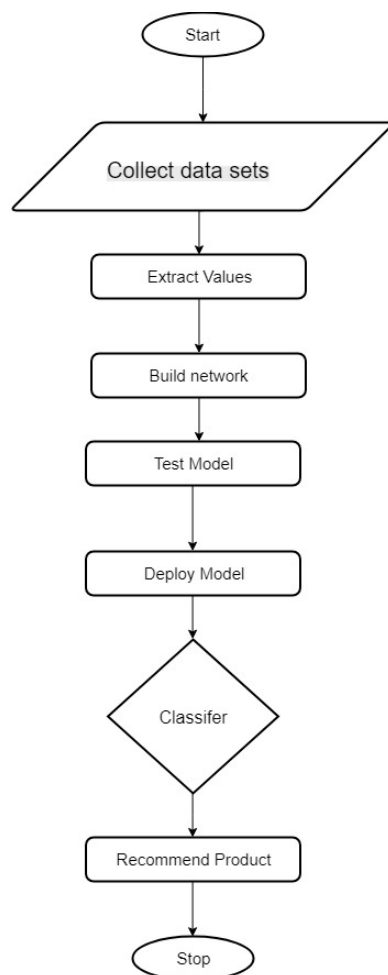 Start
Collect data sets
Extract Values
Build network
Test Model
Deploy Model
Classifer
Recommend Product
Stop